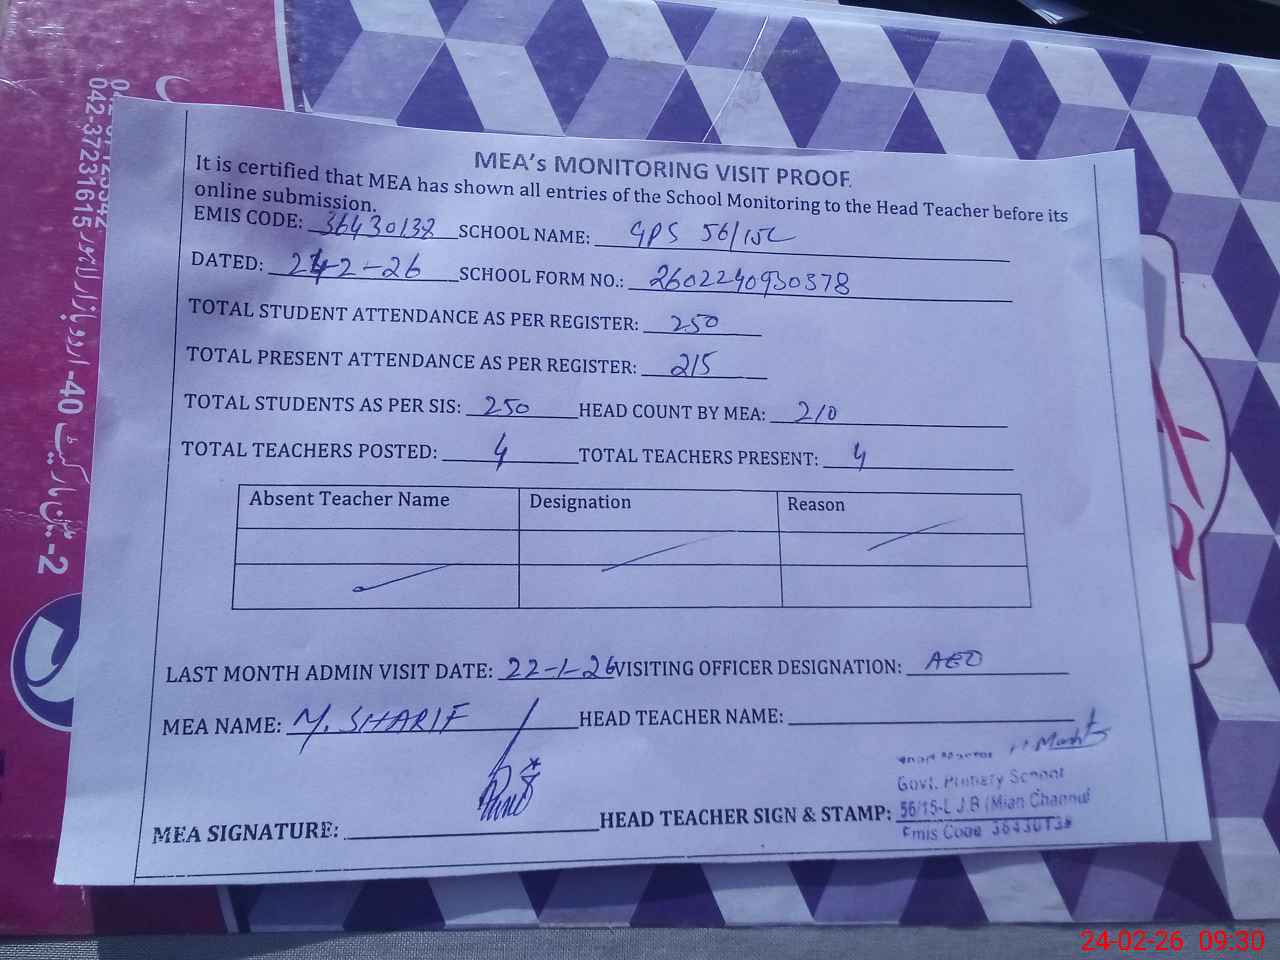 MEA's MONITORING VISIT PROOF
It is certified that MEA has shown all entries of the School Monitoring to the Head Teacher before its
online submission.
EMIS CODE: 36430138 SCHOOL NAME: GPS 56/15L
DATED: 24-2-26 SCHOOL FORM NO.: 2602240930378
TOTAL STUDENT ATTENDANCE AS PER REGISTER: 250
TOTAL PRESENT ATTENDANCE AS PER REGISTER: 215
TOTAL STUDENTS AS PER SIS: 250 HEAD COUNT BY MEA: 210
TOTAL TEACHERS POSTED: 4 TOTAL TEACHERS PRESENT: 4
Absent Teacher Name Designation Reason
LAST MONTH ADMIN VISIT DATE: 22-1-26 VISITING OFFICER DESIGNATION: AEO
MEA NAME: M. SHARIF HEAD TEACHER NAME:
Govt. Primary School
MEA SIGNATURE: HEAD TEACHER SIGN & STAMP: 56/15-L J.B (Mian Channu)
Emis Code 36430138
042-37231615
24-02-26 09:30